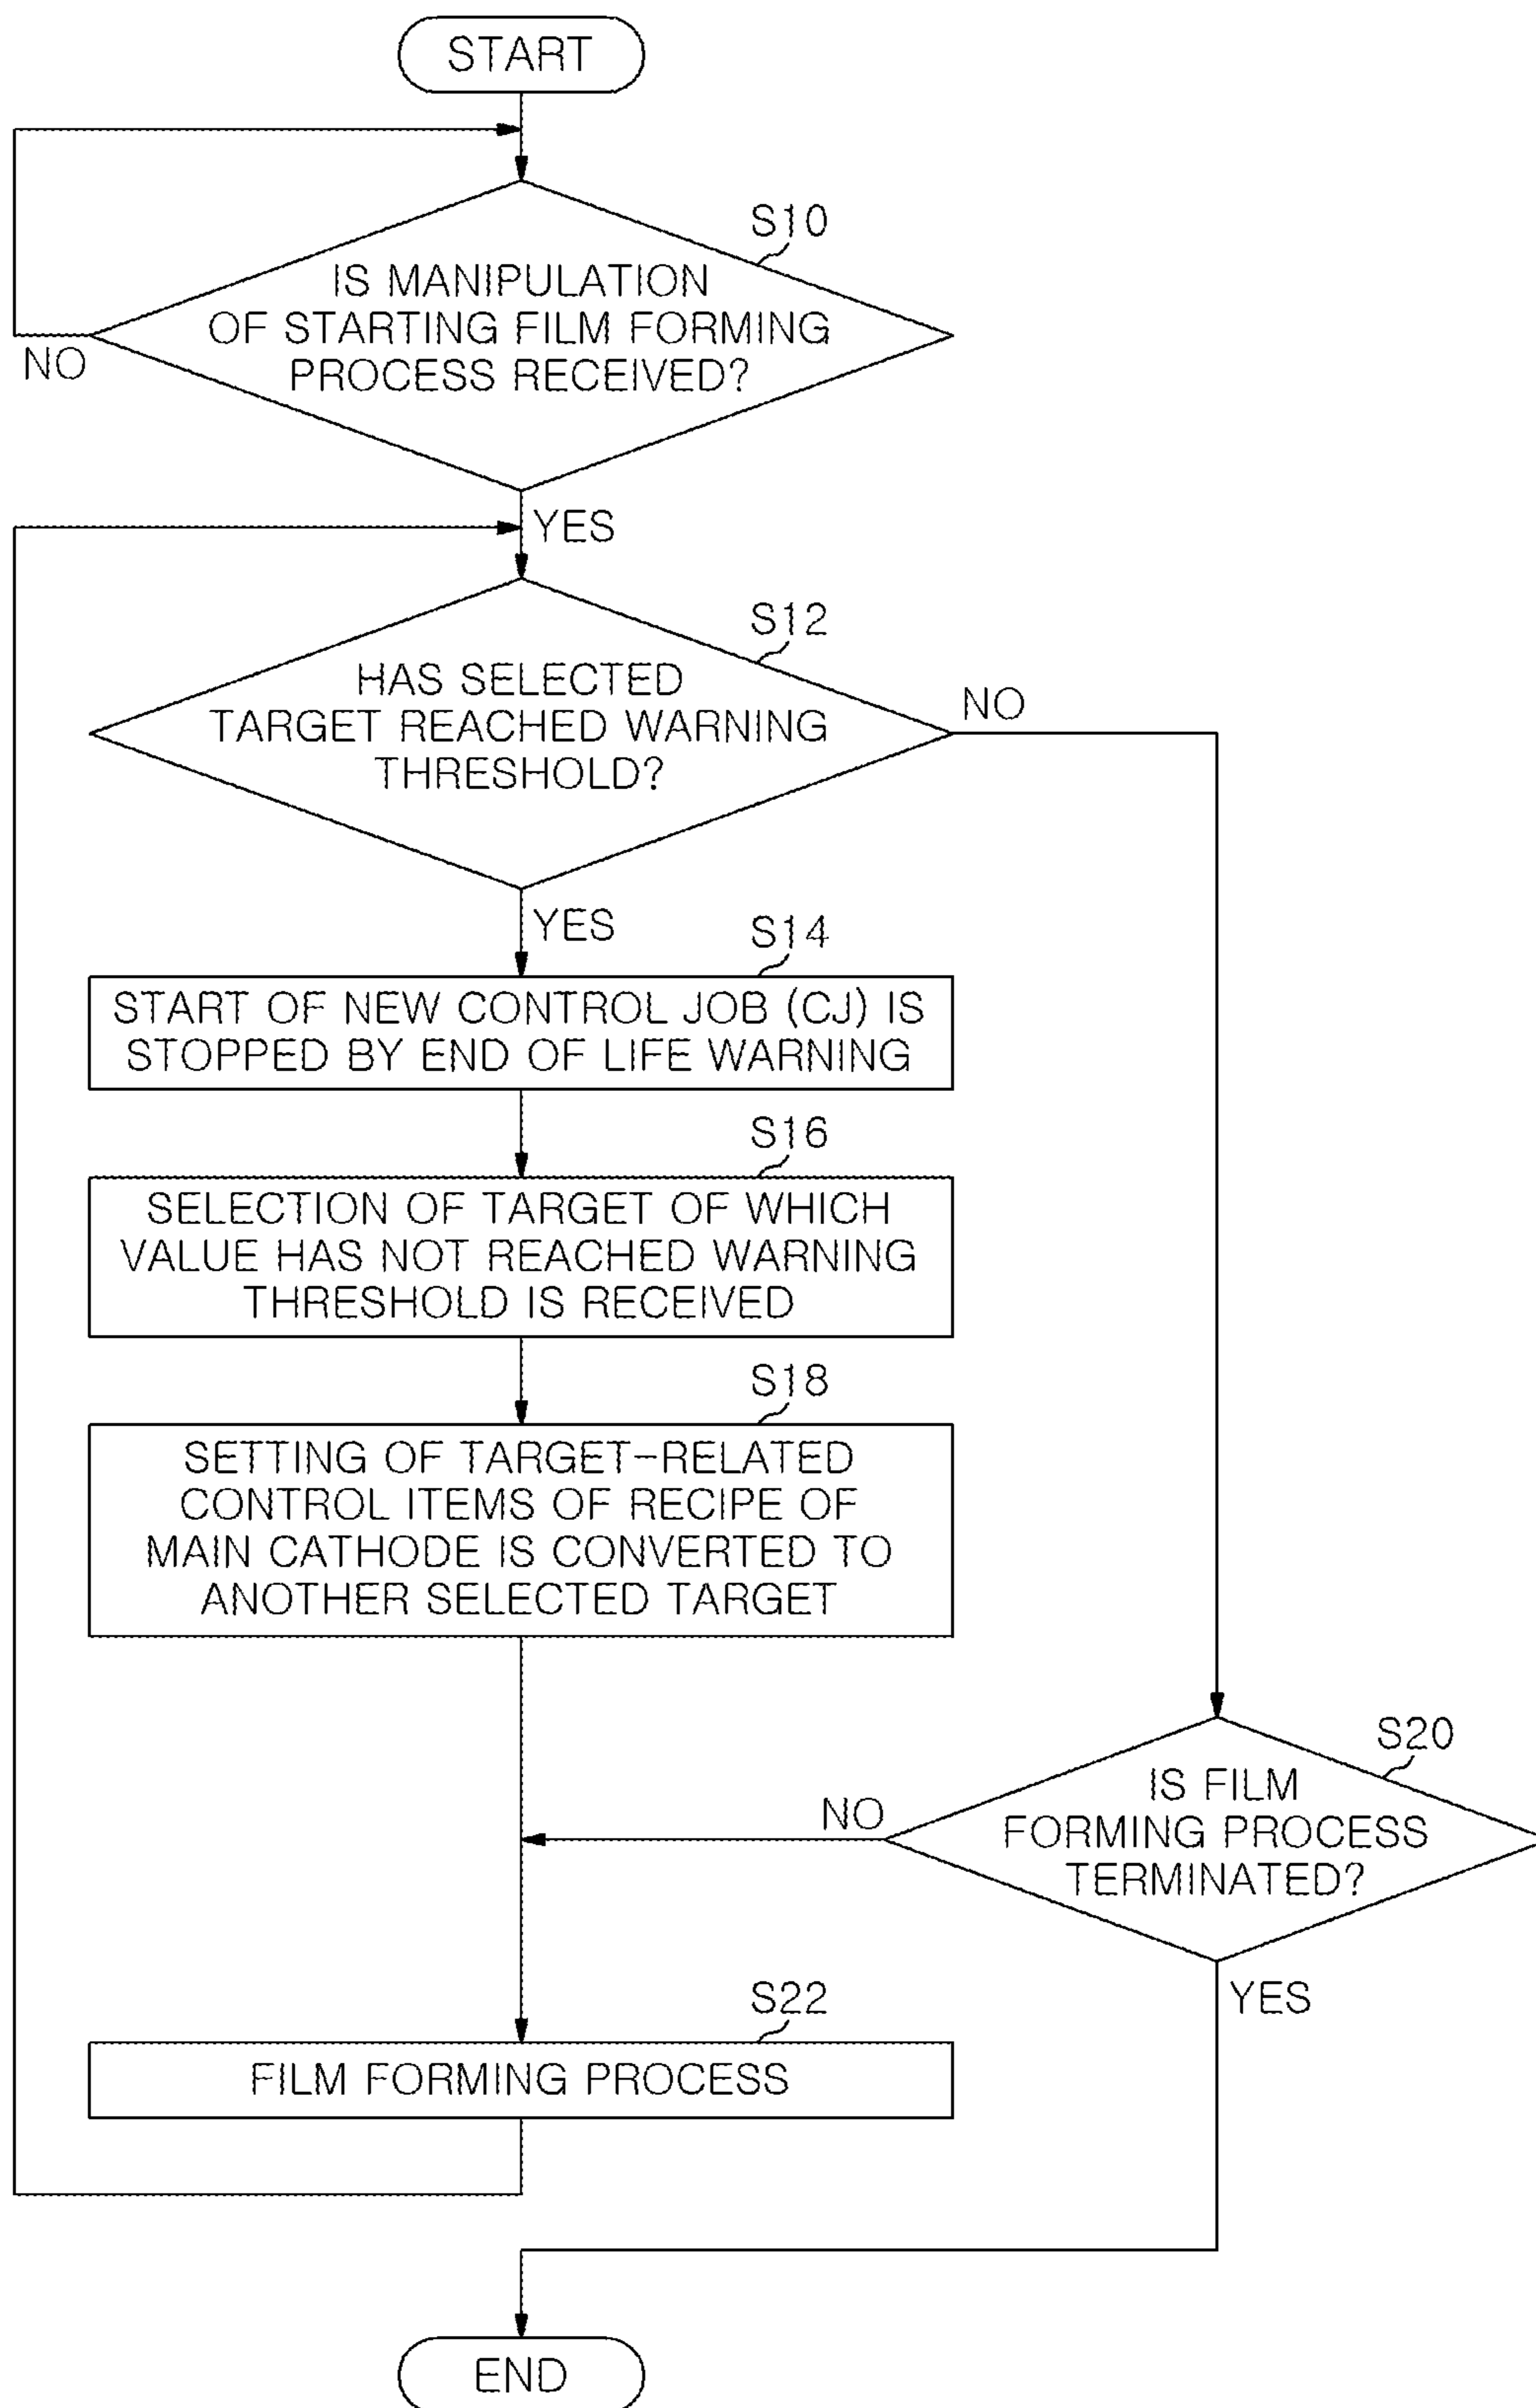 START
S10
IS MANIPULATION
OF STARTING FILM FORMING
PROCESS RECEIVED?
NO
YES
S12
HAS SELECTED
TARGET REACHED WARNING
THRESHOLD?
NO
YES
S14
START OF NEW CONTROL JOB (CJ) IS
STOPPED BY END OF LIFE WARNING
S16
SELECTION OF TARGET OF WHICH
VALUE HAS NOT REACHED WARNING
THRESHOLD IS RECEIVED
S18
SETTING OF TARGET-RELATED
CONTROL ITEMS OF RECIPE OF
MAIN CATHODE IS CONVERTED TO
ANOTHER SELECTED TARGET
S20
IS FILM
FORMING PROCESS
TERMINATED?
NO
YES
S22
FILM FORMING PROCESS
END